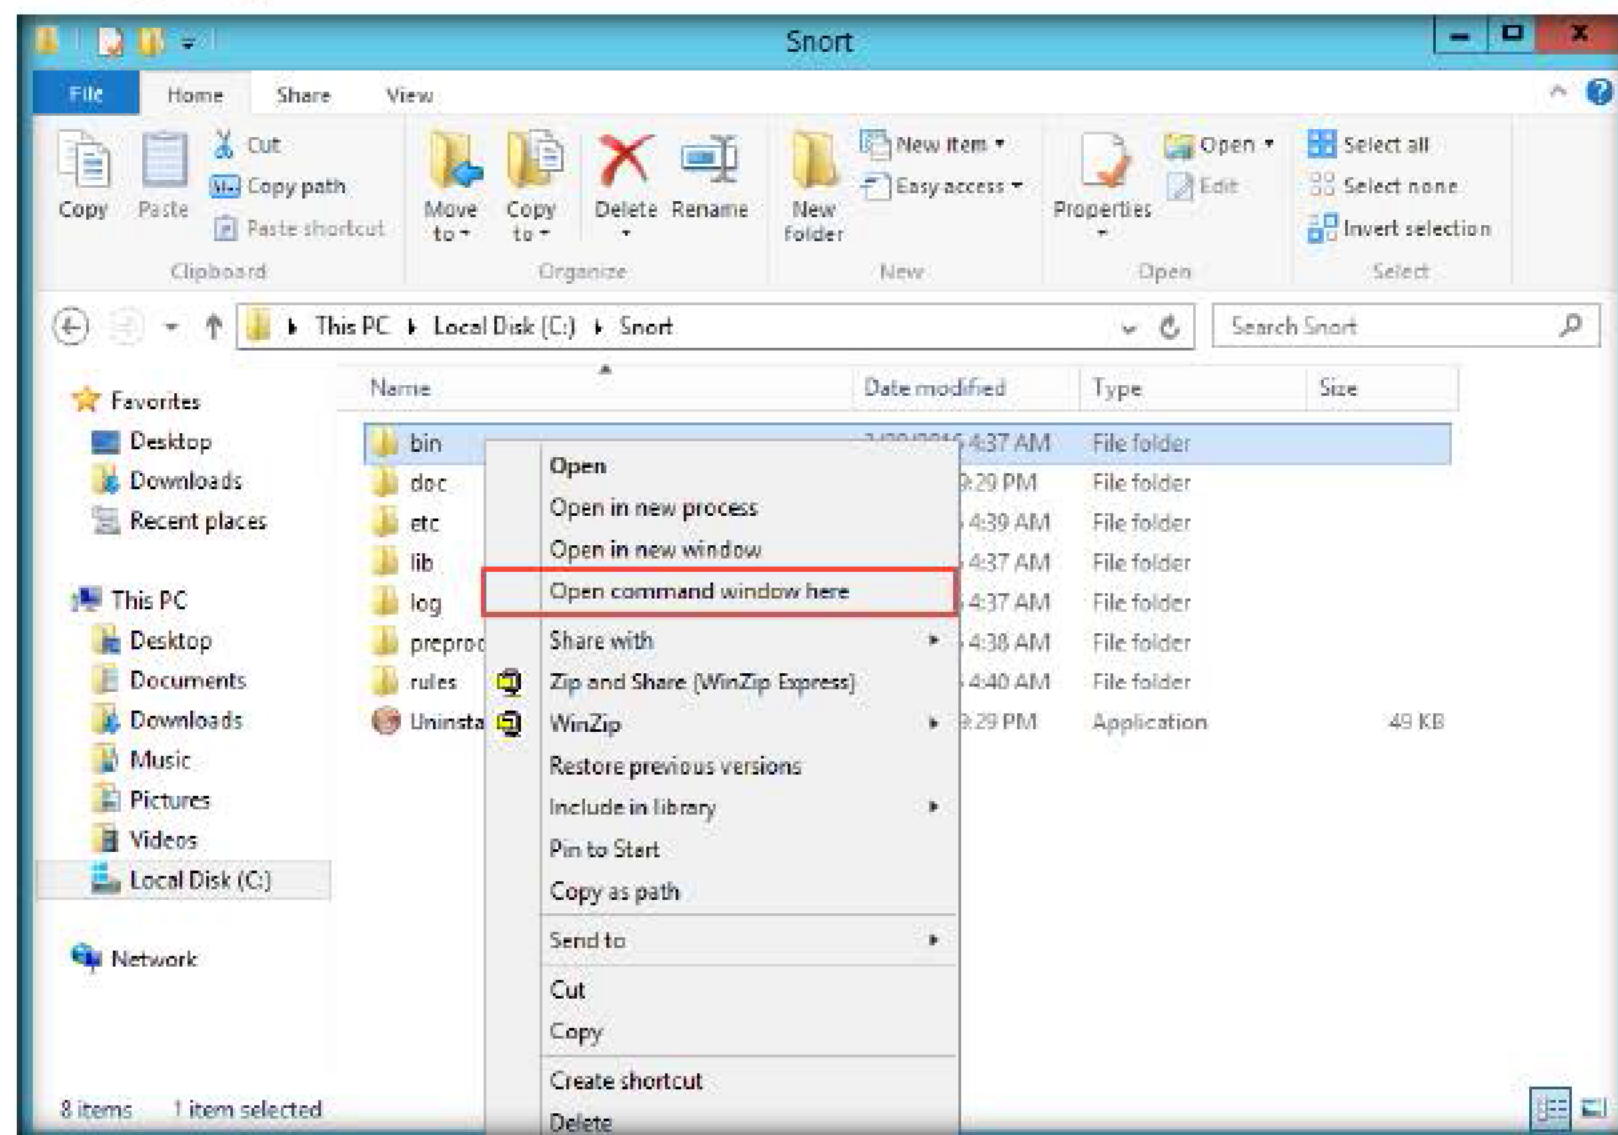 Snort
File Home Share View
Copy
Paste
Cut
Copy path
Paste shortcut
Clipboard
Move to
Copy to
Delete
Rename
Organize
New folder
New item
Easy access
New
Properties
Open
Edit
Open
Select all
Select none
Invert selection
Select
This PC Local Disk (C:) Snort
Search Snort
Favorites
Desktop
Downloads
Recent places
This PC
Desktop
Documents
Downloads
Music
Pictures
Videos
Local Disk (C:)
Network
Name Date modified Type Size
bin 4:37 AM File folder
doc 9:29 PM File folder
etc 4:39 AM File folder
lib 4:37 AM File folder
log 4:37 AM File folder
preproc 4:38 AM File folder
rules 4:40 AM File folder
Uninsta 9:29 PM Application 49 KB
Open
Open in new process
Open in new window
Open command window here
Share with
Zip and Share (WinZip Express)
WinZip
Restore previous versions
Include in library
Pin to Start
Copy as path
Send to
Cut
Copy
Create shortcut
Delete
8 items 1 item selected